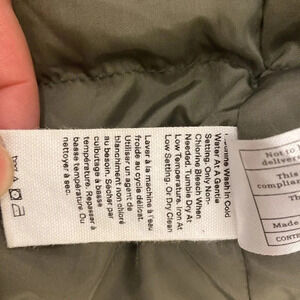 Machine Wash In Cold
Water At A Gentle
Setting. Only Non-
Chlorine Bleach When
Needed. Tumble Dry At
Low Temperature. Iron At
Low Setting. Or Dry Clean
Laver à la machine à l'eau
froide au cycle délicat.
Utiliser un agent de
blanchiment non chloré
au besoin. Séchage par
culbutage à basse
température. Repasser à
basse température. Ou
nettoyer à sec.
Not to
deliver
This
complian
Th
Made
CONT